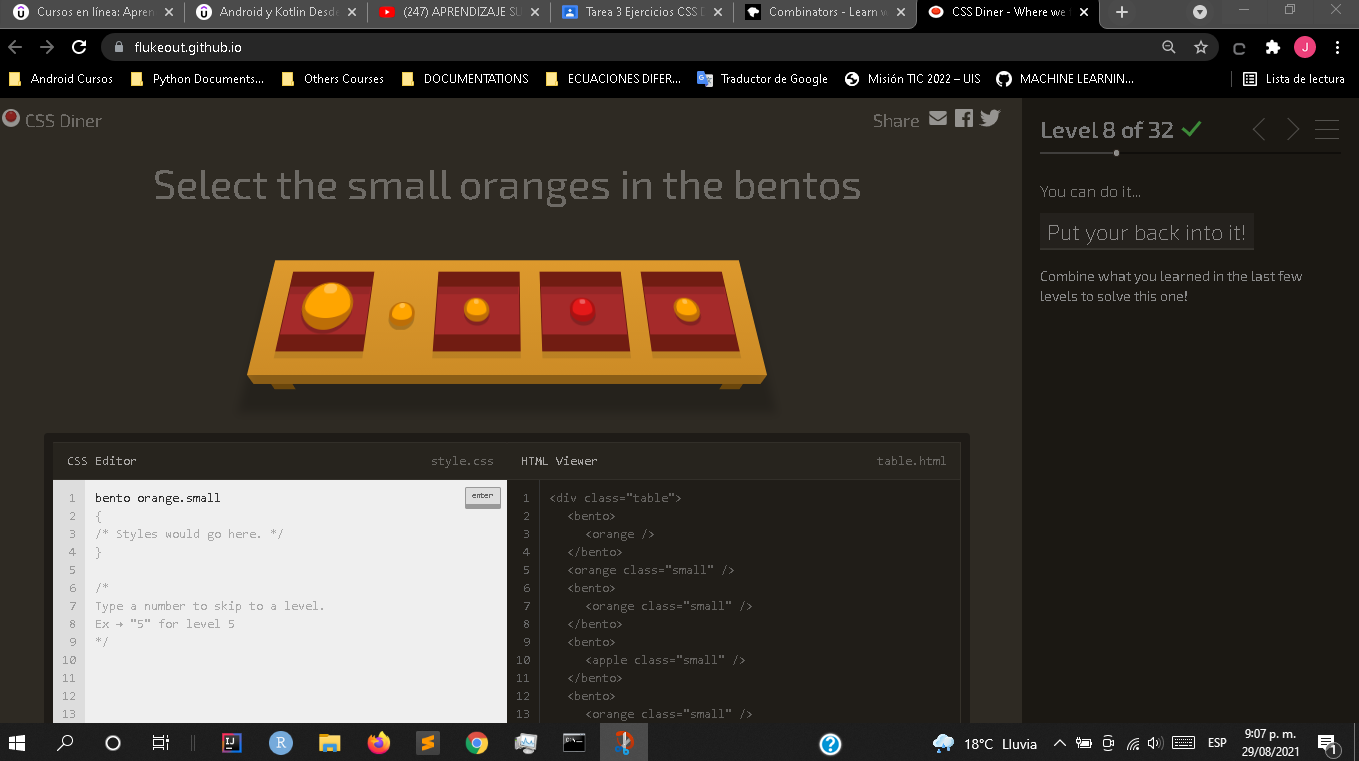 Cursos en línea: Apren
Android y Kotlin Desde
(247) APRENDIZAJE SU
Tarea 3 Ejercicios CSS D
Combinators - Learn w
CSS Diner - Where we f
flukeout.github.io
J
Android Cursos
Python Documents...
Others Courses
DOCUMENTATIONS
ECUACIONES DIFER...
Traductor de Google
Misión TIC 2022 – UIS
MACHINE LEARNIN...
Lista de lectura
CSS Diner
Share
Level 8 of 32
Select the small oranges in the bentos
You can do it...
Put your back into it!
Combine what you learned in the last few
levels to solve this one!
CSS Editor
style.css
HTML Viewer
table.html
1 bento orange.small
enter
2 {
3 /* Styles would go here. */
4 }
5
6 /*
7 Type a number to skip to a level.
8 Ex → "5" for level 5
9 */
10
11
12
13
1 <div class="table">
2 <bento>
3 <orange />
4 </bento>
5 <orange class="small" />
6 <bento>
7 <orange class="small" />
8 </bento>
9 <bento>
10 <apple class="small" />
11 </bento>
12 <bento>
13 <orange class="small" />
18°C Lluvia
ESP
9:07 p. m.
29/08/2021
1